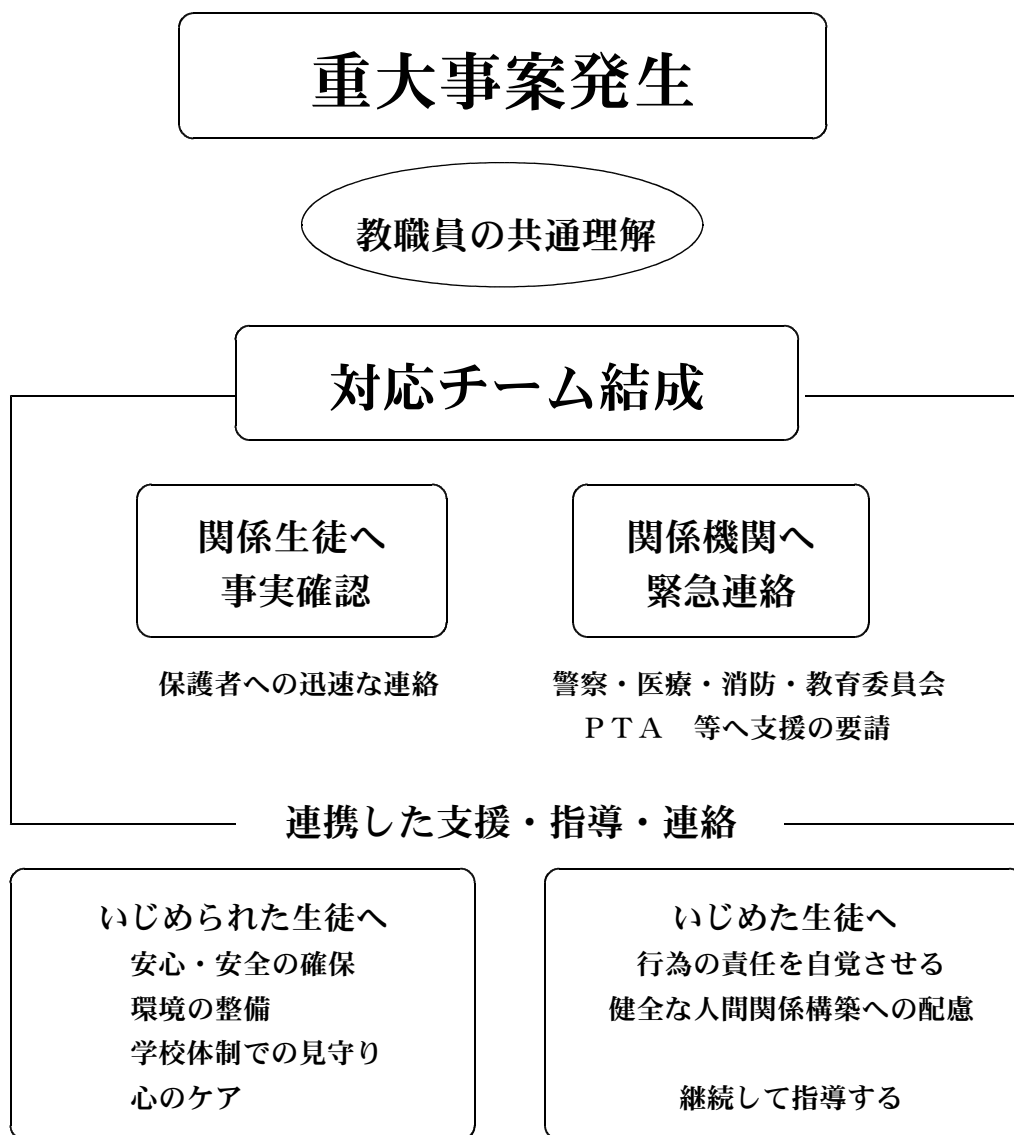 重大事案発生
教職員の共通理解
対応チーム結成
関係生徒へ
事実確認
関係機関へ
緊急連絡
保護者への迅速な連絡
警察・医療・消防・教育委員会
ＰＴＡ　等へ支援の要請
連携した支援・指導・連絡
いじめられた生徒へ
安心・安全の確保
環境の整備
学校体制での見守り
心のケア
いじめた生徒へ
行為の責任を自覚させる
健全な人間関係構築への配慮
継続して指導する